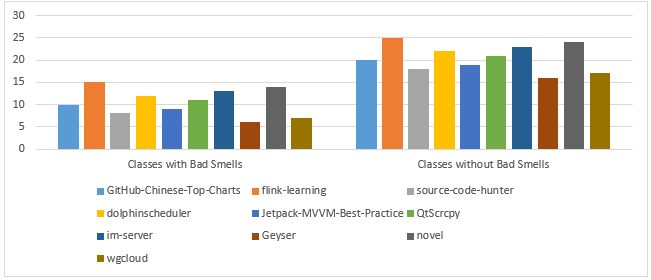 30
25
20
15
10
5
0
Classes with Bad Smells Classes without Bad Smells
GitHub-Chinese-Top-Charts flink-learning source-code-hunter
dolphinscheduler Jetpack-MVVM-Best-Practice QtScrcpy
im-server Geyser novel
wgcloud